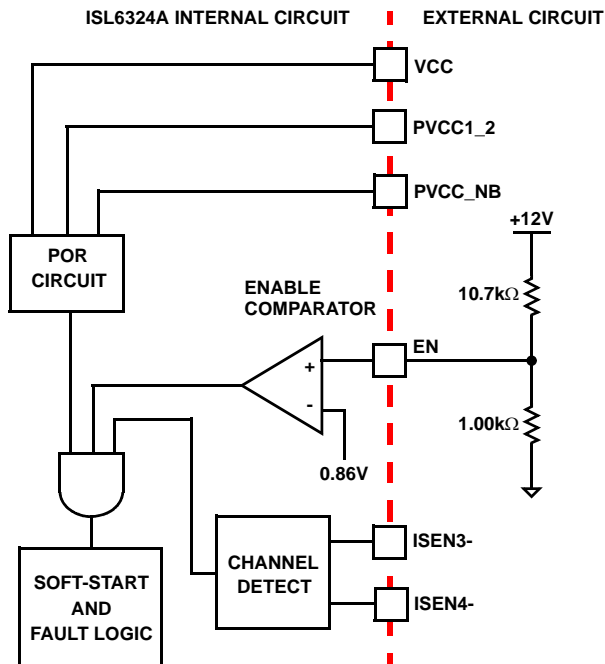 ISL6324A INTERNAL CIRCUIT
EXTERNAL CIRCUIT
VCC
PVCC1_2
PVCC_NB
+12V
POR
CIRCUIT
10.7kΩ
ENABLE
COMPARATOR
EN
+
-
1.00kΩ
0.86V
ISEN3-
CHANNEL
DETECT
SOFT-START
AND
FAULT LOGIC
ISEN4-